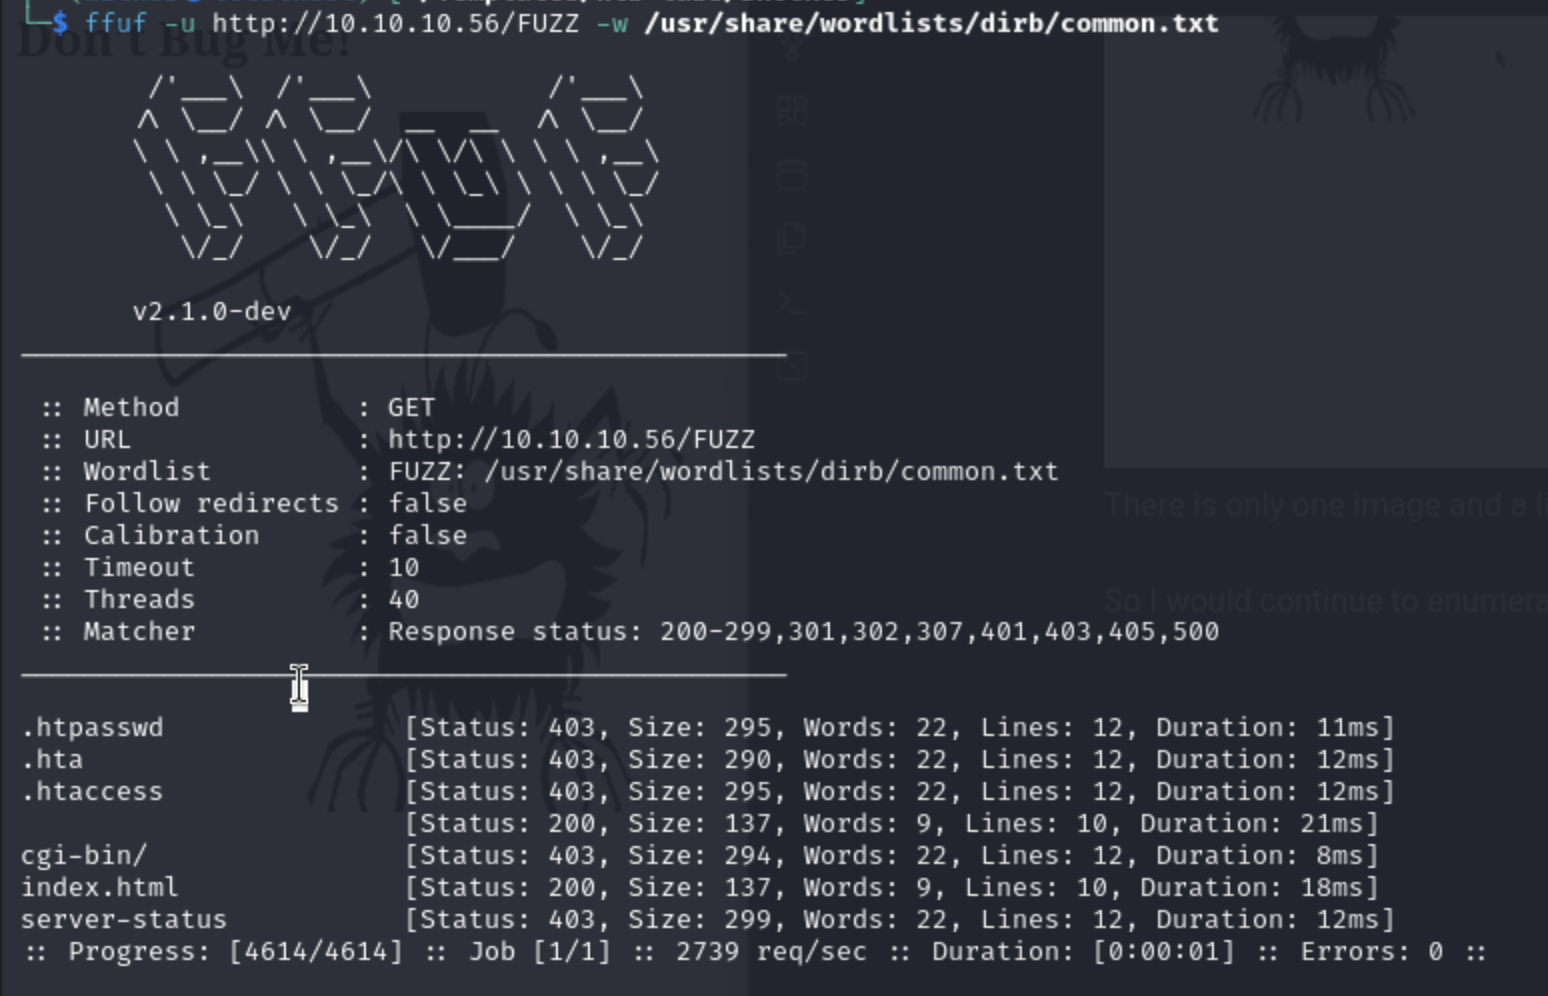 └─$ ffuf -u http://10.10.10.56/FUZZ -w /usr/share/wordlists/dirb/common.txt
Don't Bug Me!
v2.1.0-dev
:: Method : GET
:: URL : http://10.10.10.56/FUZZ
:: Wordlist : FUZZ: /usr/share/wordlists/dirb/common.txt
:: Follow redirects : false
:: Calibration : false
:: Timeout : 10
:: Threads : 40
:: Matcher : Response status: 200-299,301,302,307,401,403,405,500
There is only one image and a
So I would continue to
.htpasswd [Status: 403, Size: 295, Words: 22, Lines: 12, Duration: 11ms]
.hta [Status: 403, Size: 290, Words: 22, Lines: 12, Duration: 12ms]
.htaccess [Status: 403, Size: 295, Words: 22, Lines: 12, Duration: 12ms]
[Status: 200, Size: 137, Words: 9, Lines: 10, Duration: 21ms]
cgi-bin/ [Status: 403, Size: 294, Words: 22, Lines: 12, Duration: 8ms]
index.html [Status: 200, Size: 137, Words: 9, Lines: 10, Duration: 18ms]
server-status [Status: 403, Size: 299, Words: 22, Lines: 12, Duration: 12ms]
:: Progress: [4614/4614] :: Job [1/1] :: 2739 req/sec :: Duration: [0:00:01] :: Errors: 0 ::